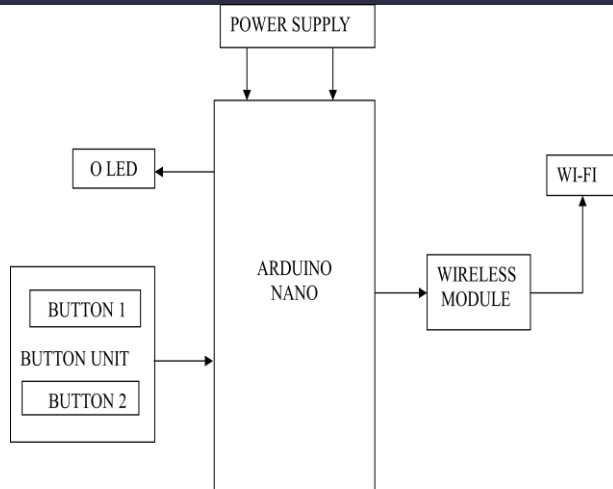 POWER SUPPLY
O LED
WI-FI
ARDUINO
NANO
WIRELESS
MODULE
BUTTON 1
BUTTON UNIT
BUTTON 2